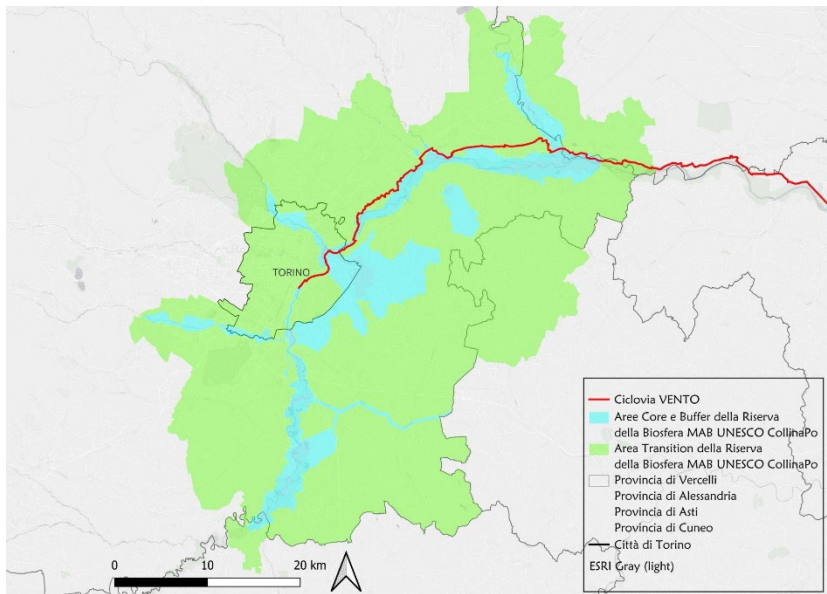 TORINO
Ciclovia VENTO
Aree Core e Buffer della Riserva
della Biosfera MAB UNESCO CollinaPo
Area Transition della Riserva
della Biosfera MAB UNESCO CollinaPo
Provincia di Vercelli
Provincia di Alessandria
Provincia di Asti
Provincia di Cuneo
Città di Torino
ESRI Gray (light)
0 10 20 km